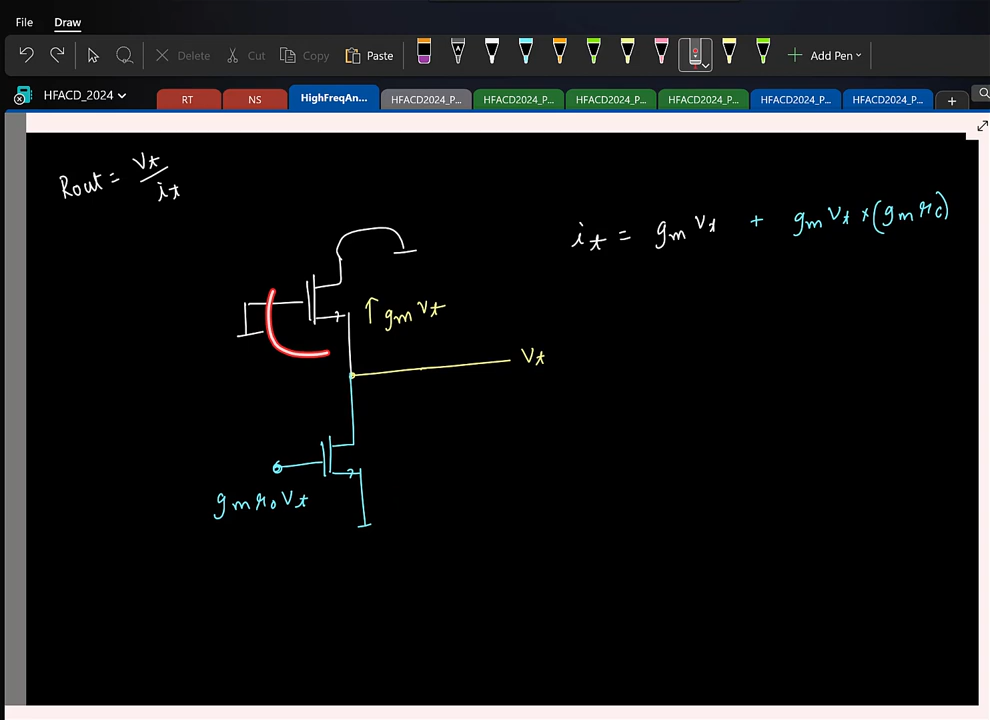 File Draw
Delete Cut Copy Paste Add Pen
HFACD_2024 RT NS HighFreqAn... HFACD2024_P... HFACD2024_P... HFACD2024_P... HFACD2024_P... HFACD2024_P... HFACD2024_P...
Rout = vt/it
it = gm vt + gm vt × (gm rc)
↑ gm vt
vt
gm ro vt